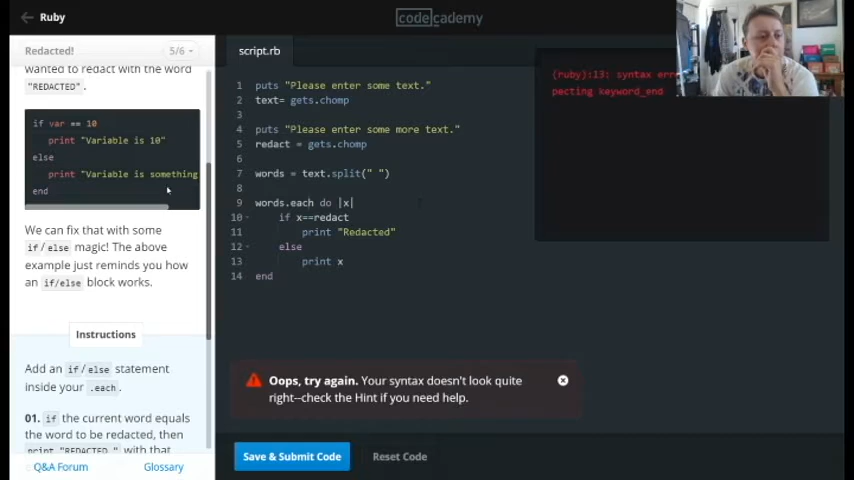 Ruby
codecademy
Redacted!
5/6
wanted to redact with the word
"REDACTED".
if var == 10
print "Variable is 10"
else
print "Variable is something
end
We can fix that with some
if/else magic! The above
example just reminds you how
an if/else block works.
Instructions
Add an if/else statement
inside your .each.
01. if the current word equals
the word to be redacted, then
print "REDACTED " with that
Q&A Forum
Glossary
script.rb
1 puts "Please enter some text."
2 text= gets.chomp
3
4 puts "Please enter some more text."
5 redact = gets.chomp
6
7 words = text.split(" ")
8
9 words.each do |x|
10 if x==redact
11 print "Redacted"
12 else
13 print x
14 end
(ruby):13: syntax err
pecting keyword_end
Oops, try again. Your syntax doesn't look quite
right--check the Hint if you need help.
Save & Submit Code
Reset Code